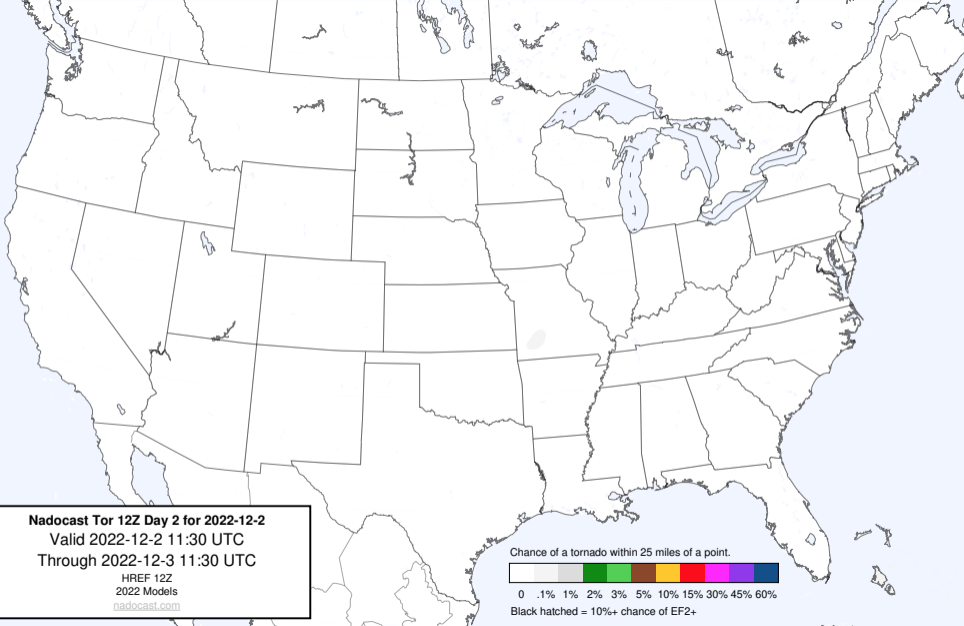 Nadocast Tor 12Z Day 2 for 2022-12-2
Valid 2022-12-2 11:30 UTC
Through 2022-12-3 11:30 UTC
HREF 12Z
2022 Models
nadocast.com
Chance of a tornado within 25 miles of a point.
0 .1% 1% 2% 3% 5% 10% 15% 30% 45% 60%
Black hatched = 10%+ chance of EF2+